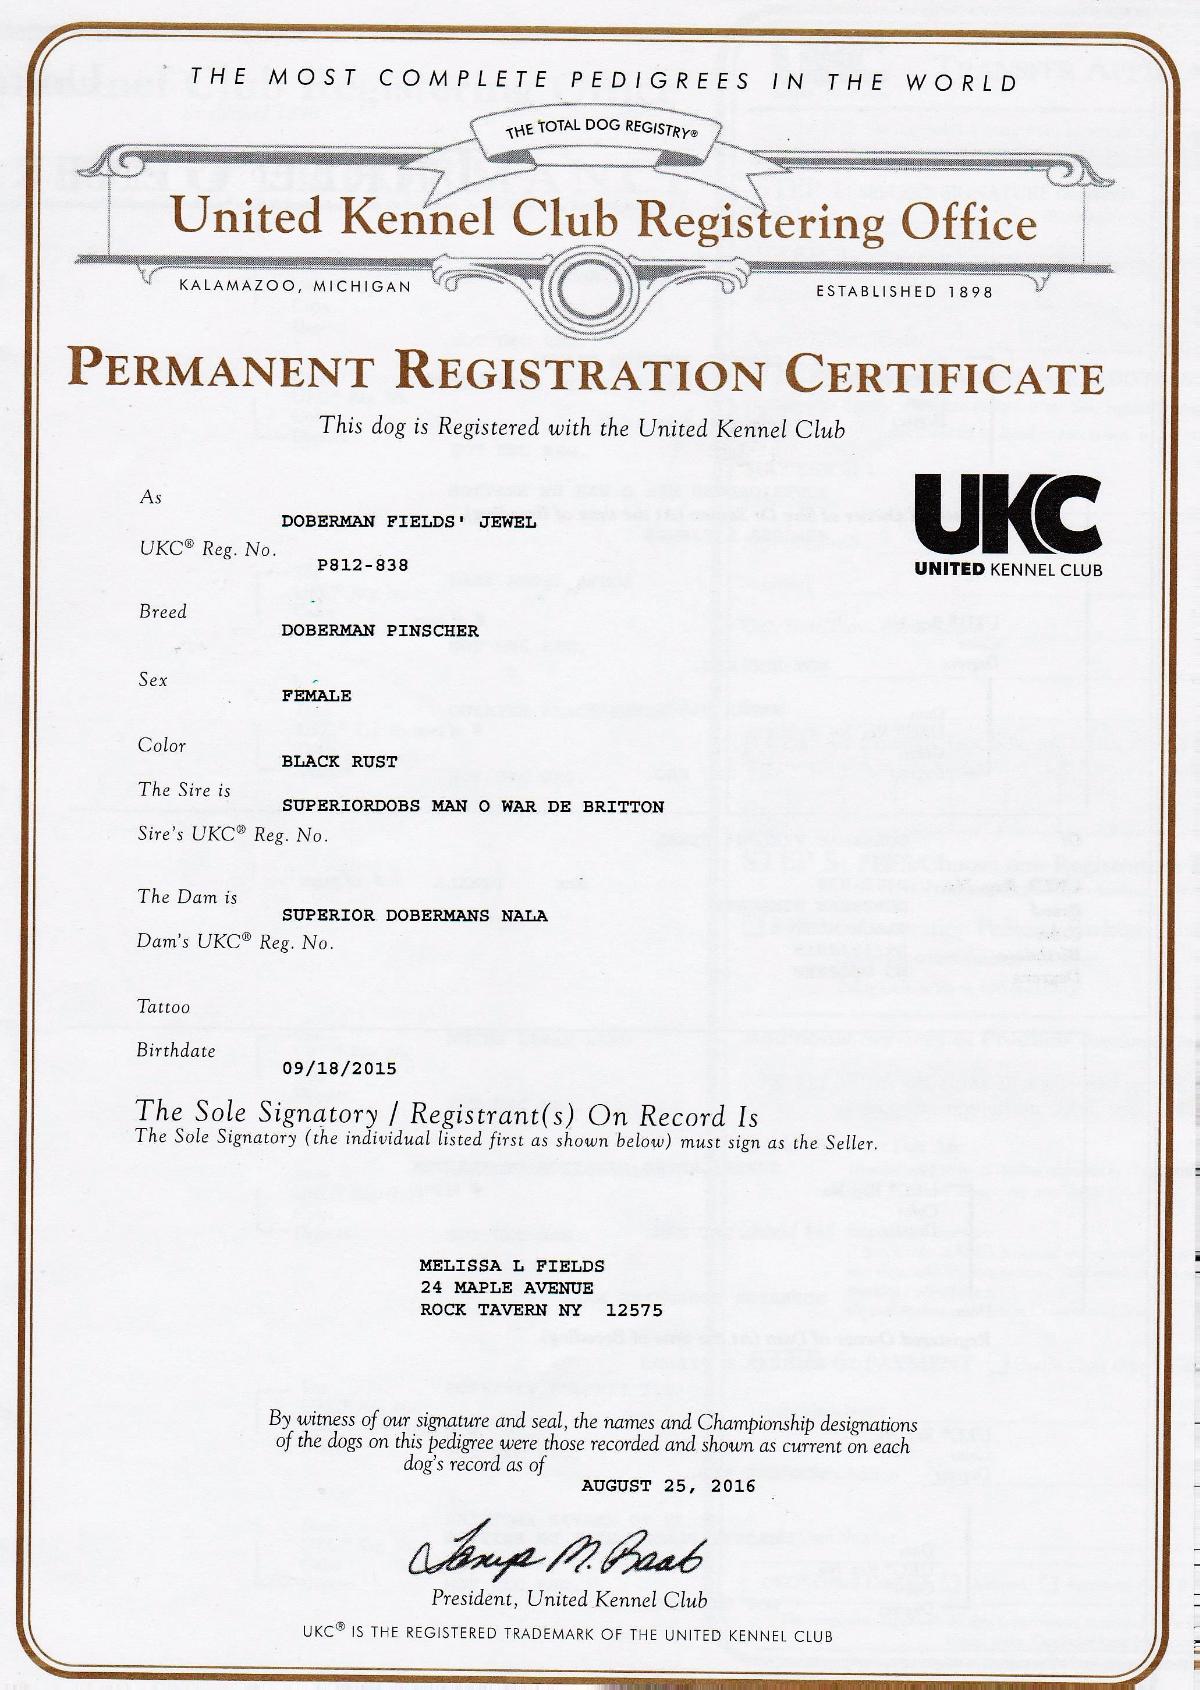 THE MOST COMPLETE PEDIGREES IN THE WORLD
THE TOTAL DOG REGISTRY®
United Kennel Club Registering Office
KALAMAZOO, MICHIGAN
ESTABLISHED 1898
PERMANENT REGISTRATION CERTIFICATE
This dog is Registered with the United Kennel Club
As
DOBERMAN FIELDS' JEWEL
UKC
UNITED KENNEL CLUB
UKC® Reg. No.
P812-838
Breed
DOBERMAN PINSCHER
Sex
FEMALE
Color
BLACK RUST
The Sire is
SUPERIORDOBS MAN O WAR DE BRITTON
Sire's UKC® Reg. No.
The Dam is
SUPERIOR DOBERMANS NALA
Dam's UKC® Reg. No.
Tattoo
Birthdate
09/18/2015
The Sole Signatory / Registrant(s) On Record Is
The Sole Signatory (the individual listed first as shown below) must sign as the Seller.
MELISSA L FIELDS
24 MAPLE AVENUE
ROCK TAVERN NY 12575
By witness of our signature and seal, the names and Championship designations
of the dogs on this pedigree were those recorded and shown as current on each
dog's record as of
AUGUST 25, 2016
M. Raab
President, United Kennel Club
UKC® IS THE REGISTERED TRADEMARK OF THE UNITED KENNEL CLUB